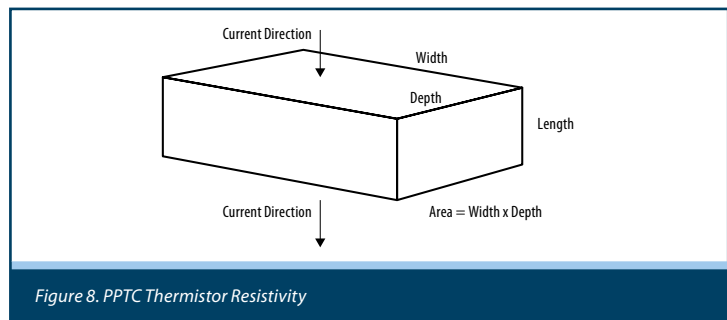 Current Direction
Width
Depth
Length
Current Direction
Area = Width x Depth
Figure 8. PPTC Thermistor Resistivity